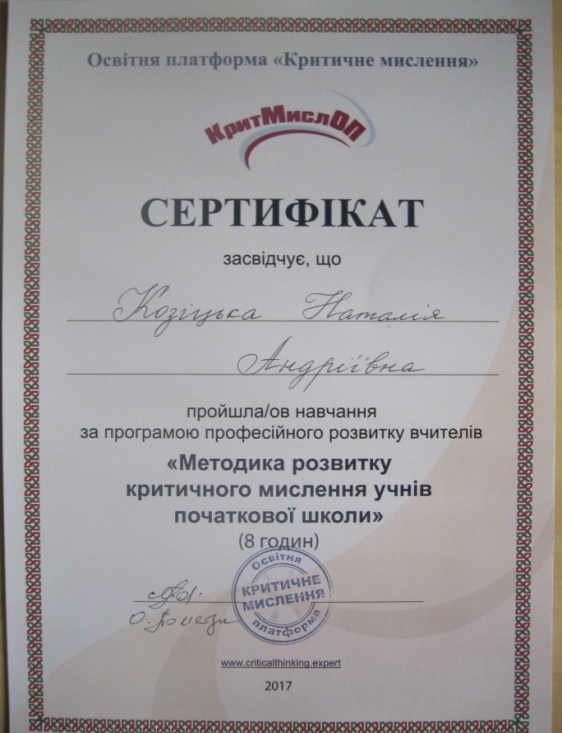 Освітня платформа «Критичне мислення»
КритМислОП
СЕРТИФІКАТ
засвідчує, що
Козіцька Наталія
Андріївна
пройшла/ов навчання
за програмою професійного розвитку вчителів
«Методика розвитку
критичного мислення учнів
початкової школи»
(8 годин)
Освітня
КРИТИЧНЕ
МИСЛЕННЯ
платформа
О.
www.criticalthinking.expert
2017